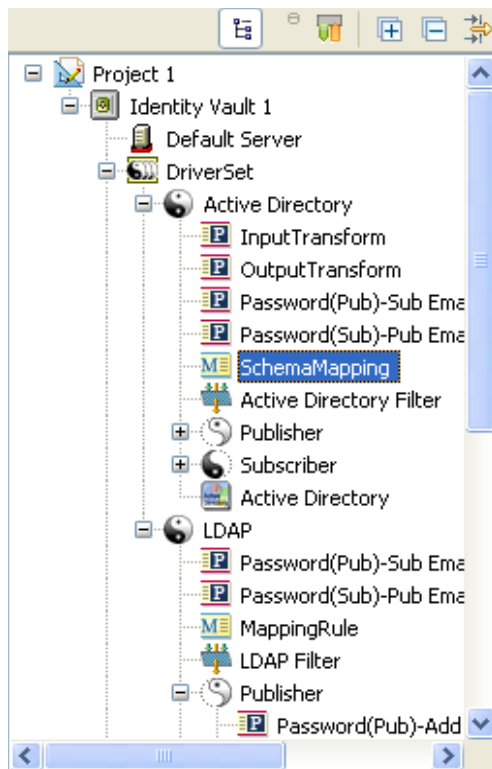 Project 1
Identity Vault 1
Default Server
DriverSet
Active Directory
P InputTransform
P OutputTransform
P Password(Pub)-Sub Ema
P Password(Sub)-Pub Ema
M SchemaMapping
Active Directory Filter
Publisher
Subscriber
Active Directory
LDAP
P Password(Pub)-Sub Ema
P Password(Sub)-Pub Ema
M MappingRule
LDAP Filter
Publisher
P Password(Pub)-Add